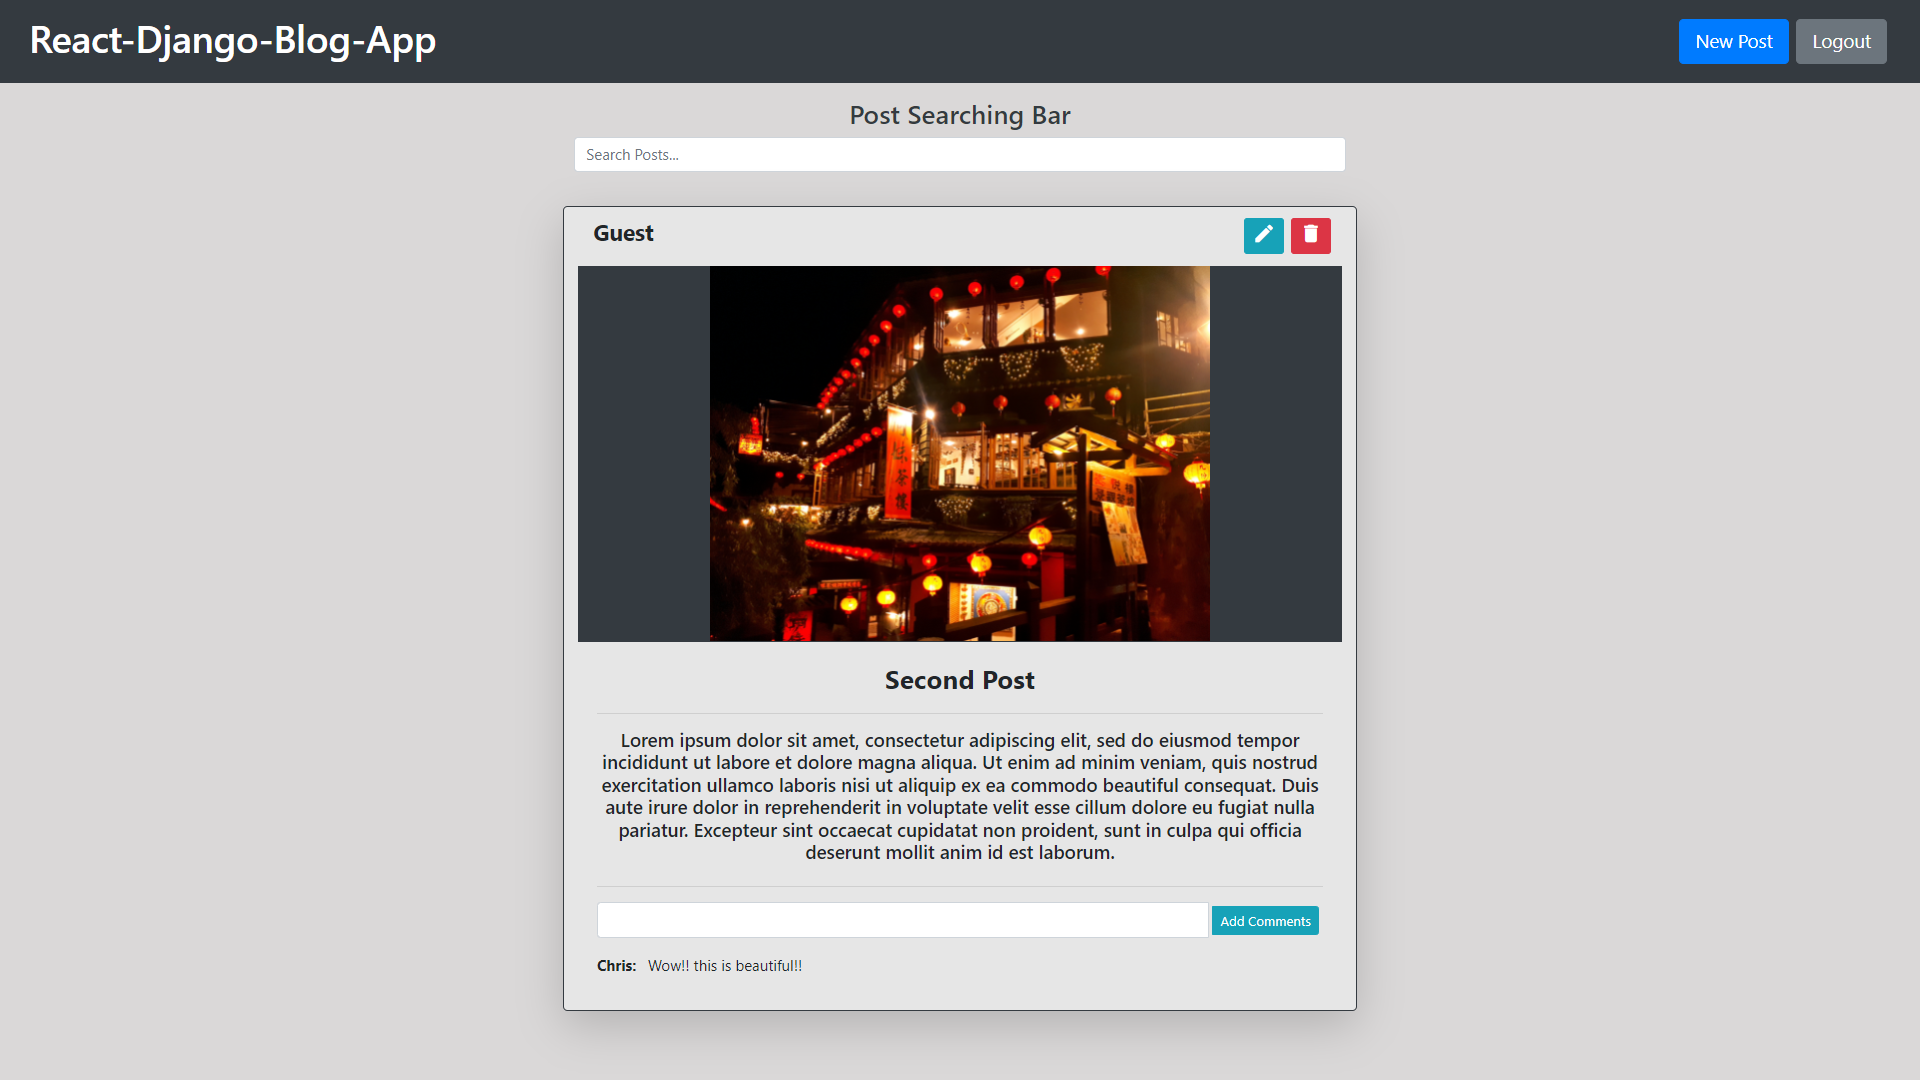 React-Django-Blog-App
New Post
Logout
Post Searching Bar
Search Posts...
Guest
味
茶
樓
Second Post
Lorem ipsum dolor sit amet, consectetur adipiscing elit, sed do eiusmod tempor
incididunt ut labore et dolore magna aliqua. Ut enim ad minim veniam, quis nostrud
exercitation ullamco laboris nisi ut aliquip ex ea commodo beautiful consequat. Duis
aute irure dolor in reprehenderit in voluptate velit esse cillum dolore eu fugiat nulla
pariatur. Excepteur sint occaecat cupidatat non proident, sunt in culpa qui officia
deserunt mollit anim id est laborum.
Add Comments
Chris: Wow!! this is beautiful!!